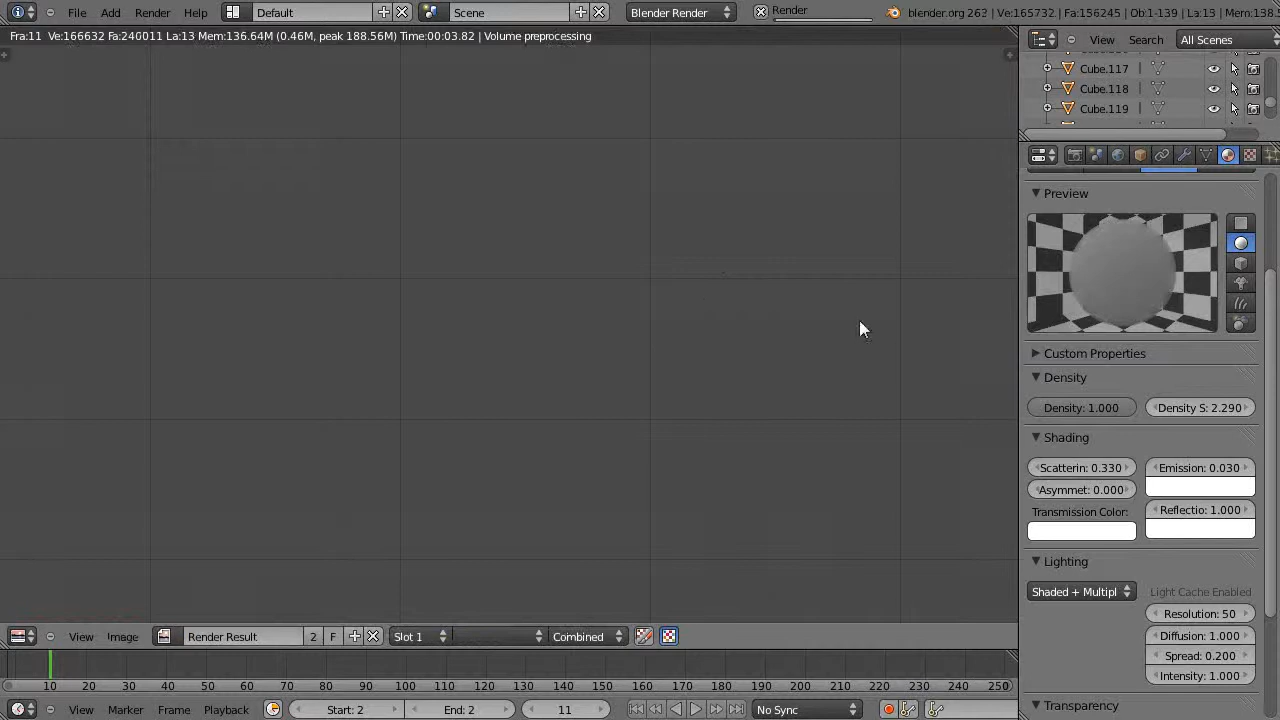 File Add Render Help Default Scene Blender Render Render blender.org 263 | Ve:165732 | Fa:156245 | Ob:1-139 | La:13 | Mem:138.5
Fra:11 Ve:166632 Fa:240011 La:13 Mem:136.64M (0.46M, peak 188.56M) Time:00:03.82 | Volume preprocessing
View Search All Scenes
Cube.117
Cube.118
Cube.119
Preview
Custom Properties
Density
Density: 1.000 Density S: 2.290
Shading
Scatterin: 0.330 Emission: 0.030
Asymmet: 0.000
Transmission Color: Reflectio: 1.000
Lighting
Shaded + Multipl Light Cache Enabled
Resolution: 50
Diffusion: 1.000
Spread: 0.200
Intensity: 1.000
Transparency
View Image Render Result 2 F Slot 1 Combined
10 20 30 40 50 60 70 80 90 100 110 120 130 140 150 160 170 180 190 200 210 220 230 240 250
View Marker Frame Playback Start: 2 End: 2 11 No Sync